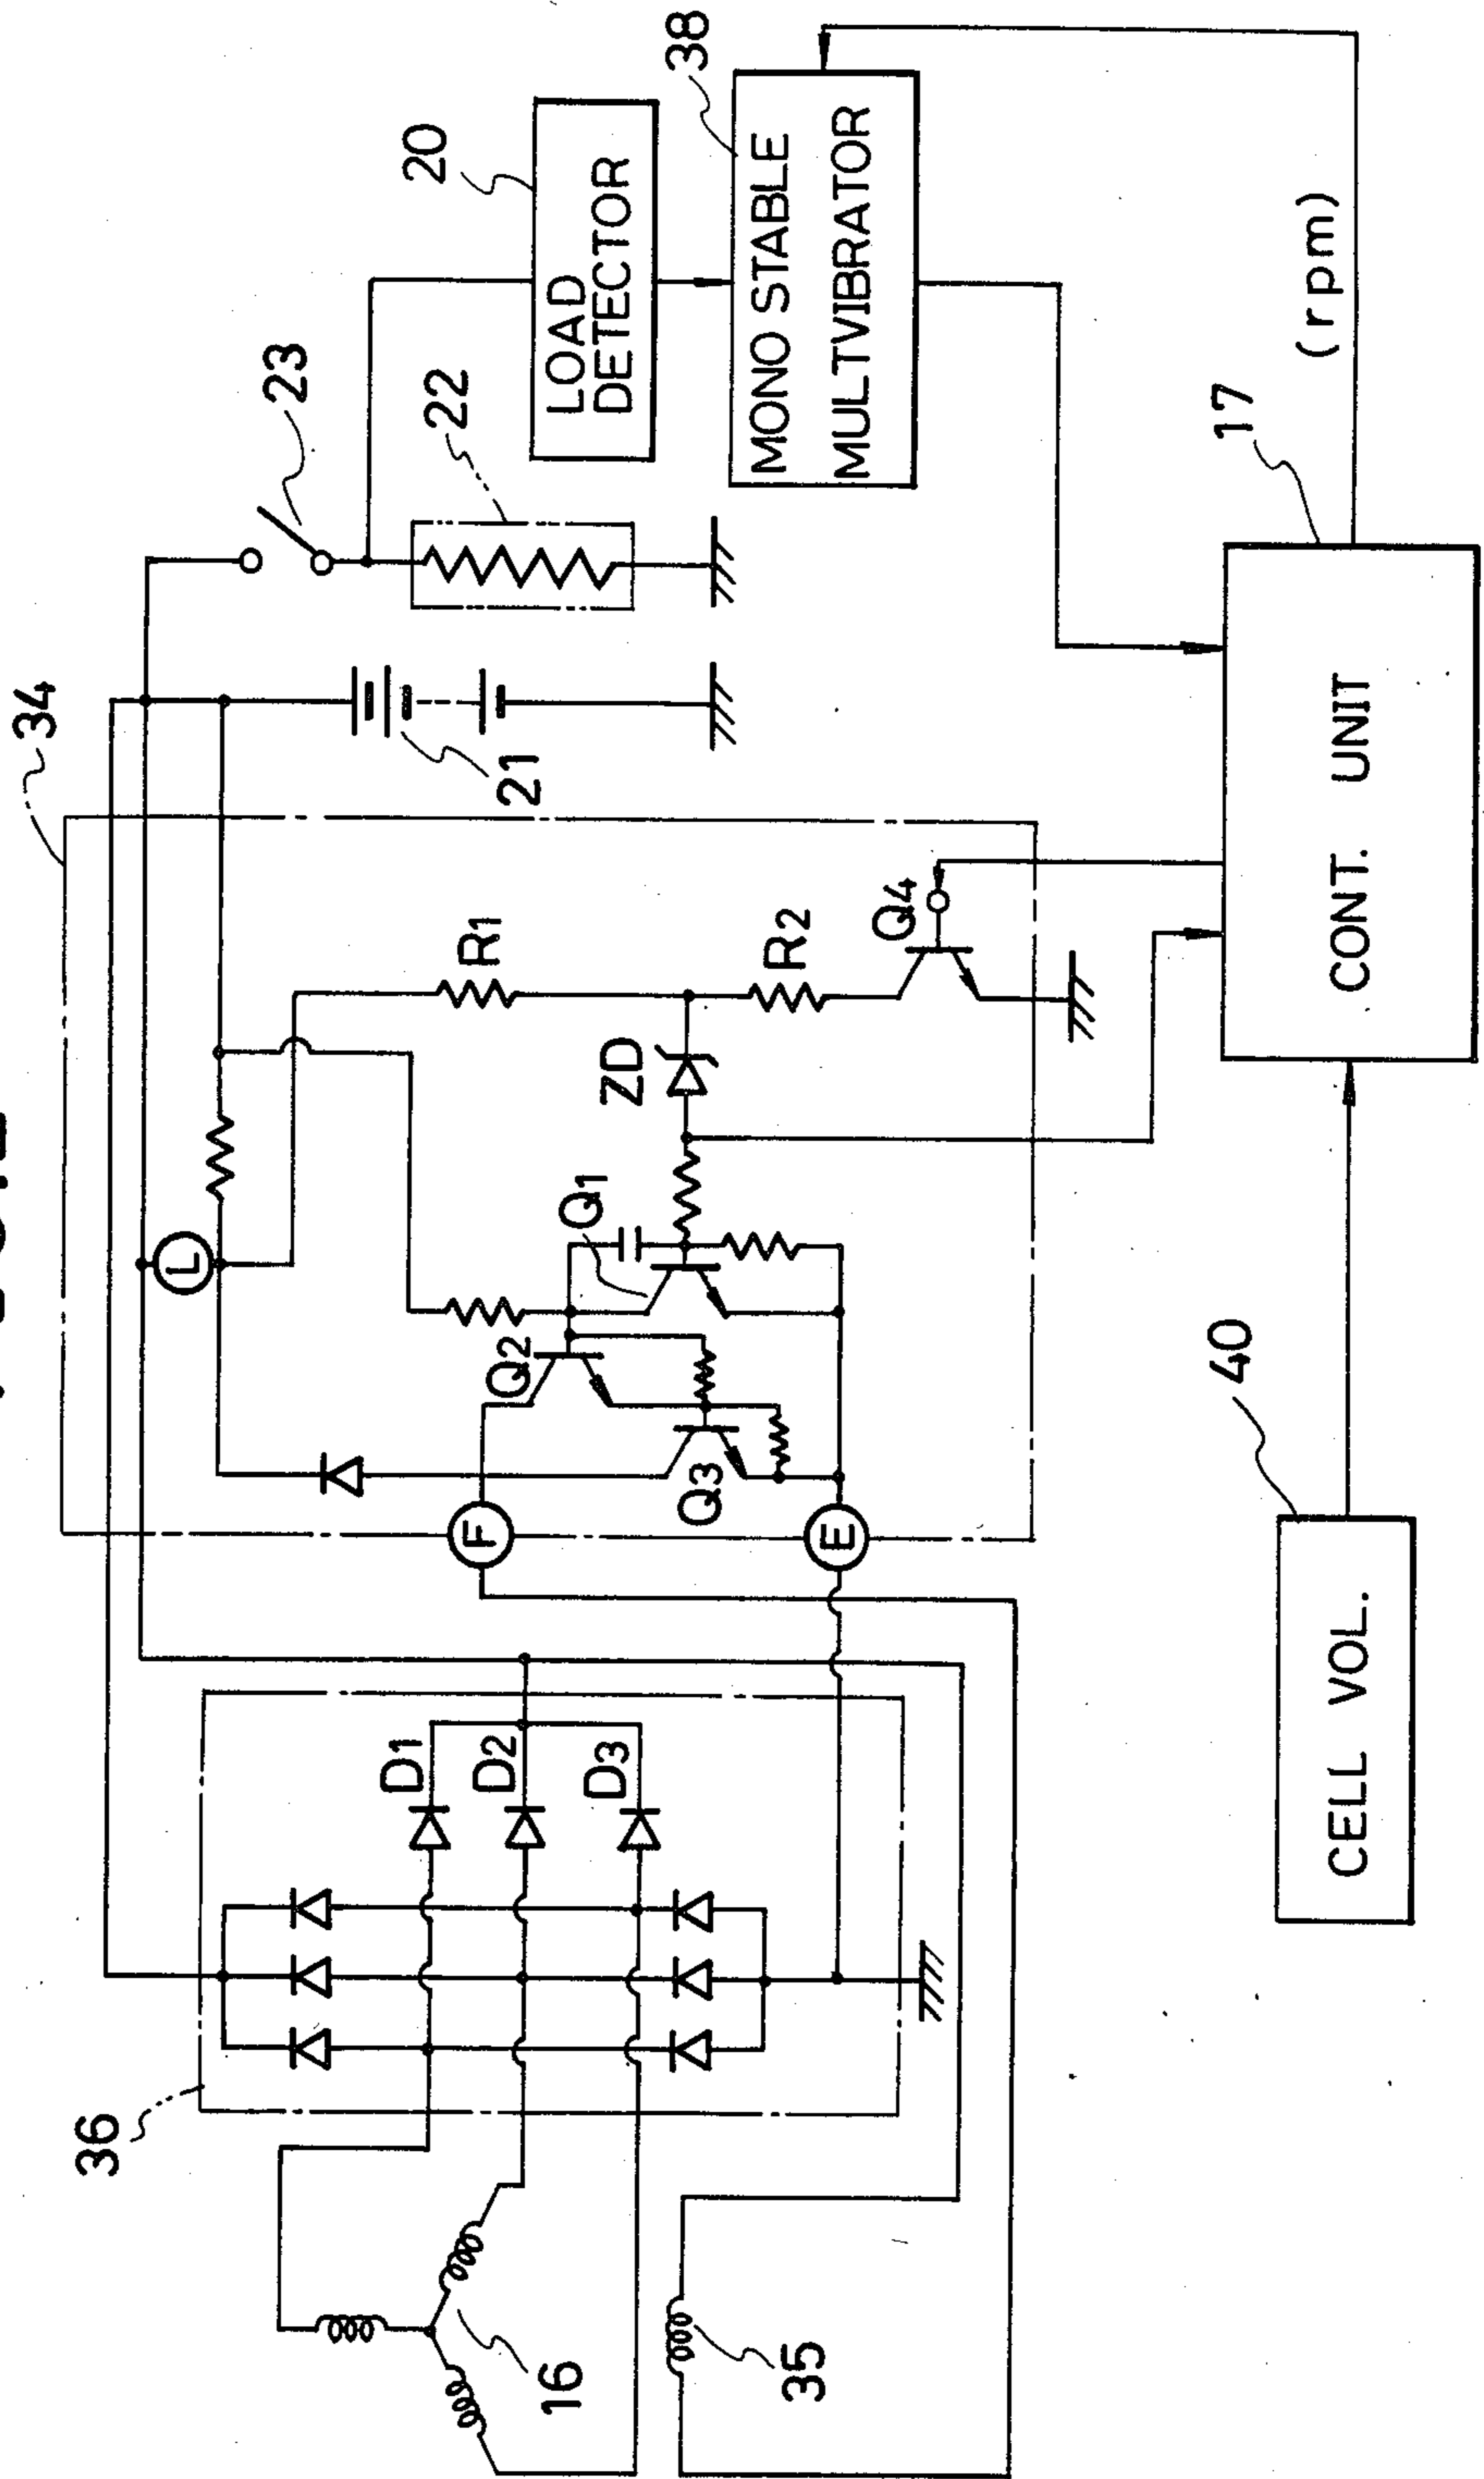 34
36
16
35
D1
D2
D3
L
F
E
Q1
Q2
Q3
Q4
R1
R2
ZD
21
22
23
20
LOAD
DETECTOR
38
MONO STABLE
MULTVIBRATOR
(rpm)
17
CONT. UNIT
40
CELL VOL.